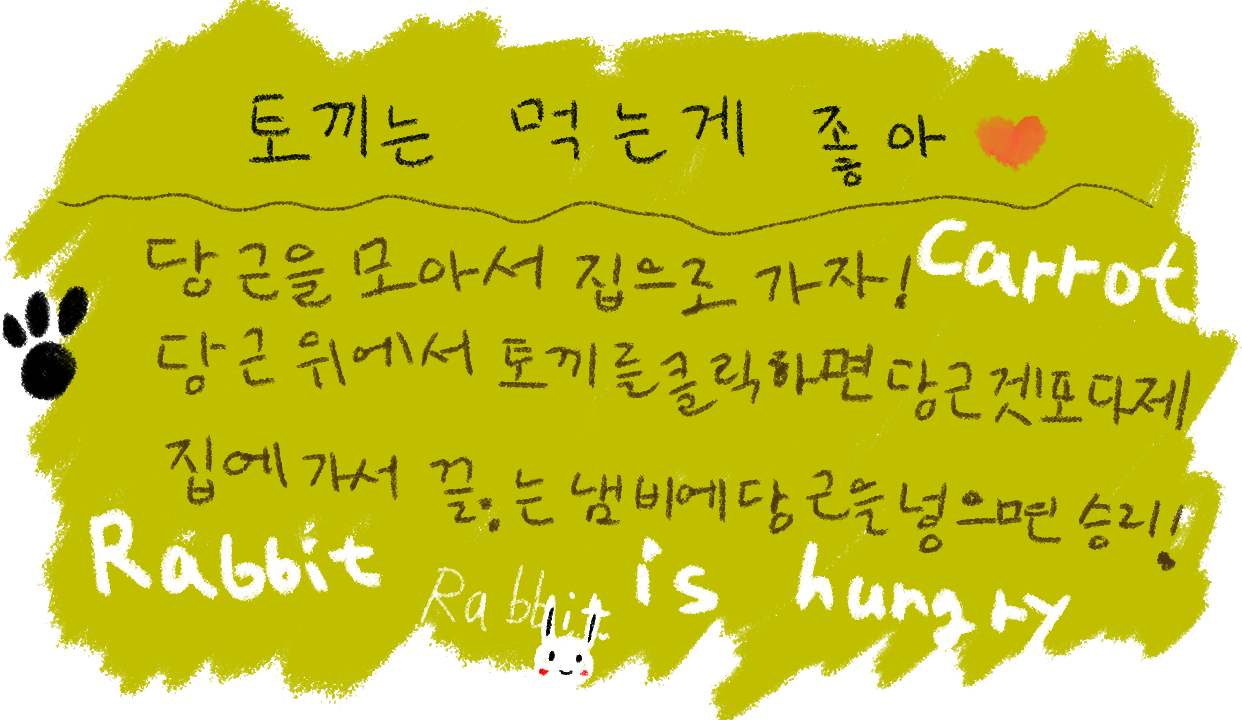 토끼는 먹는게 좋아
당근을 모아서 집으로 가자!
carrot
당근 위에서 토끼를 클릭하면 당근겟포다제
집에 가서 끓는 냄비에 당근을 넣으면 승리!
Rabbit is hungry
Rabbit